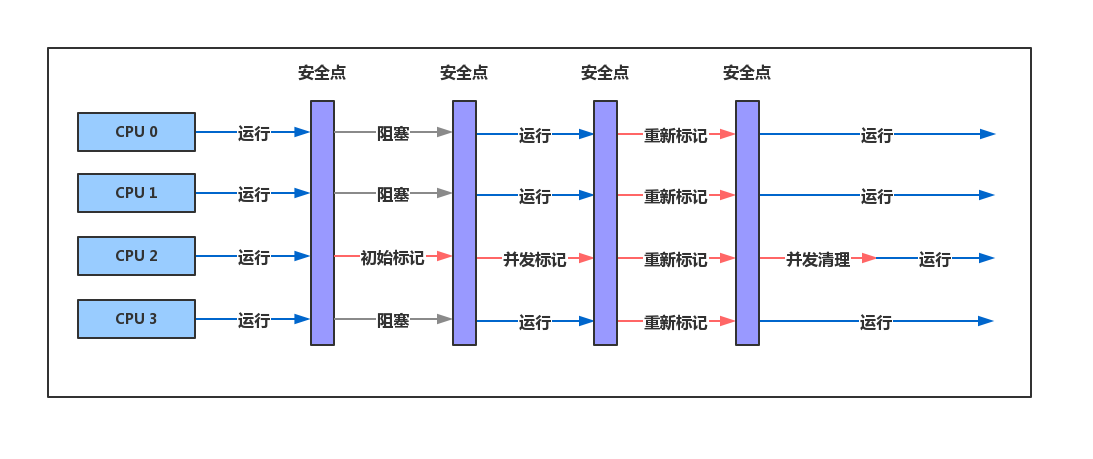 安全点 安全点 安全点 安全点
CPU 0 运行 阻塞 运行 重新标记 运行
CPU 1 运行 阻塞 运行 重新标记 运行
CPU 2 运行 初始标记 并发标记 重新标记 并发清理 运行
CPU 3 运行 阻塞 运行 重新标记 运行